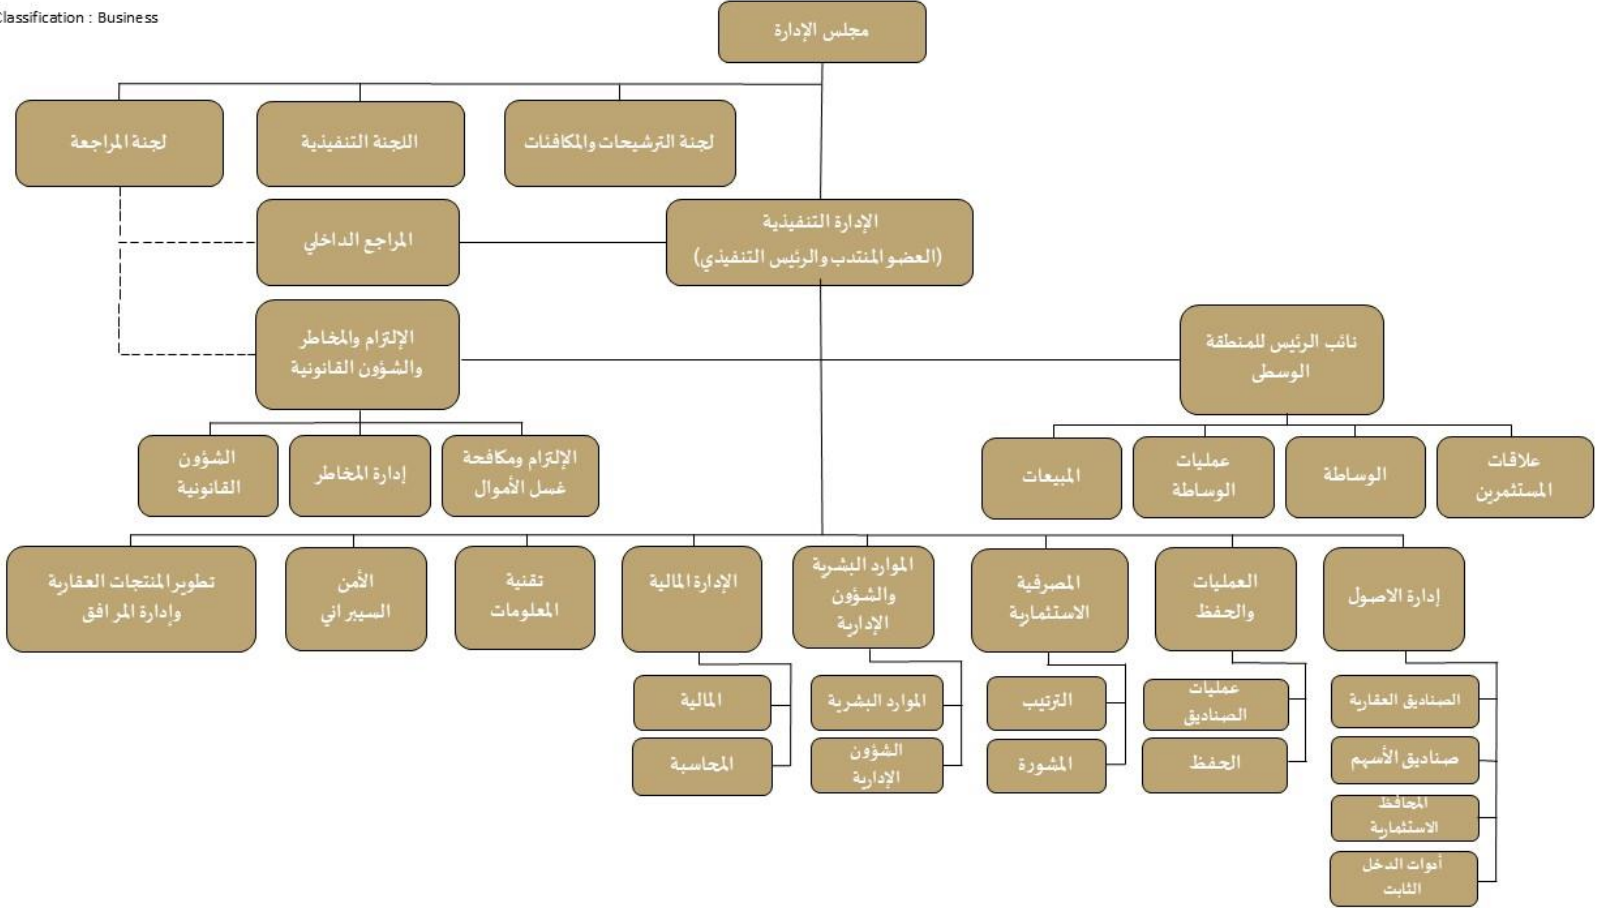 Classification : Business
مجلس الإدارة
لجنة الترشيحات والمكافئات
اللجنة التنفيذية
لجنة المراجعة
الإدارة التنفيذية
(العضو المنتدب والرئيس التنفيذي)
المراجع الداخلي
نائب الرئيس للمنطقة
الوسطى
الإلتزام والمخاطر
والشؤون القانونية
علاقات
المستثمرين
الوساطة
عمليات
الوساطة
المبيعات
الإلتزام ومكافحة
غسل الأموال
إدارة المخاطر
الشؤون
القانونية
إدارة الاصول
العمليات
والحفظ
المصرفية
الاستثمارية
الموارد البشرية
والشؤون
الإدارية
الإدارة المالية
تقنية
المعلومات
الأمن
السيبراني
تطوير المنتجات العقارية
وإدارة المرافق
الصناديق العقارية
صناديق الأسهم
المحافظ
الاستثمارية
أدوات الدخل
الثابت
عمليات
الصناديق
الحفظ
الترتيب
المشورة
الموارد البشرية
الشؤون
الإدارية
المالية
المحاسبة